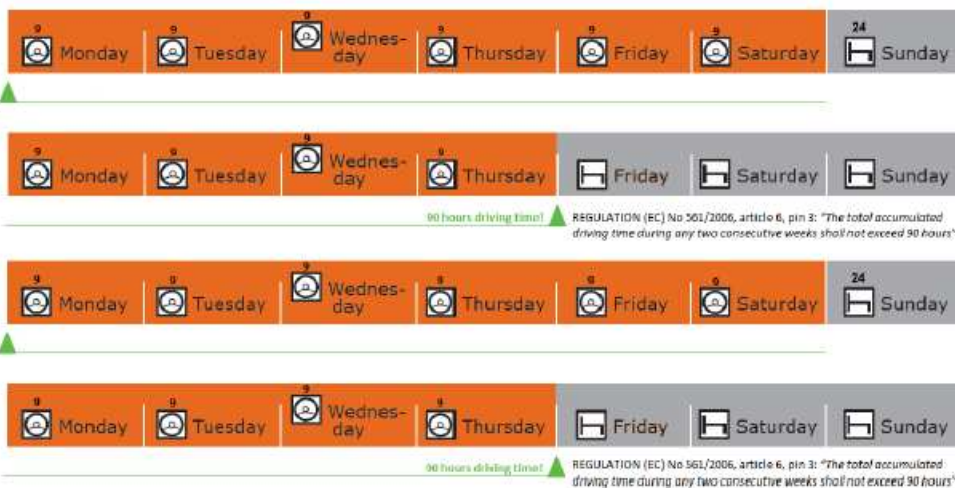 9 9 9 9 9 9 24
Monday Tuesday Wednes- Thursday Friday Saturday Sunday
day
9 9 9 9
Monday Tuesday Wednes- Thursday Friday Saturday Sunday
day
90 hours driving time! REGULATION (EC) No 561/2006, article 6, pin 3: "The total accumulated
driving time during any two consecutive weeks shall not exceed 90 hours"
9 9 9 9 9 9 24
Monday Tuesday Wednes- Thursday Friday Saturday Sunday
day
9 9 9 9
Monday Tuesday Wednes- Thursday Friday Saturday Sunday
day
90 hours driving time! REGULATION (EC) No 561/2006, article 6, pin 3: "The total accumulated
driving time during any two consecutive weeks shall not exceed 90 hours"